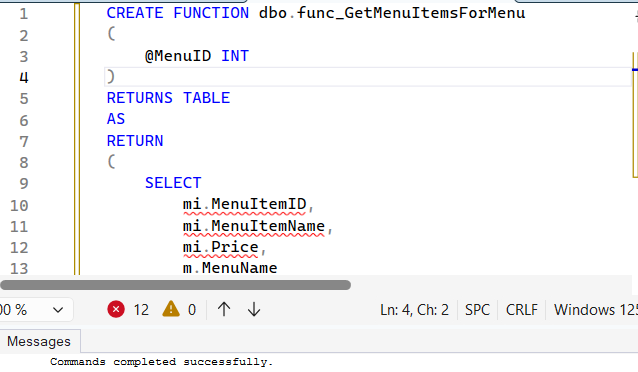 1 CREATE FUNCTION dbo.func_GetMenuItemsForMenu
2 (
3 @MenuID INT
4 )
5 RETURNS TABLE
6 AS
7 RETURN
8 (
9 SELECT
10 mi.MenuItemID,
11 mi.MenuItemName,
12 mi.Price,
13 m.MenuName
00 % 12 0 Ln: 4, Ch: 2 SPC CRLF Windows 125
Messages
Commands completed successfully.